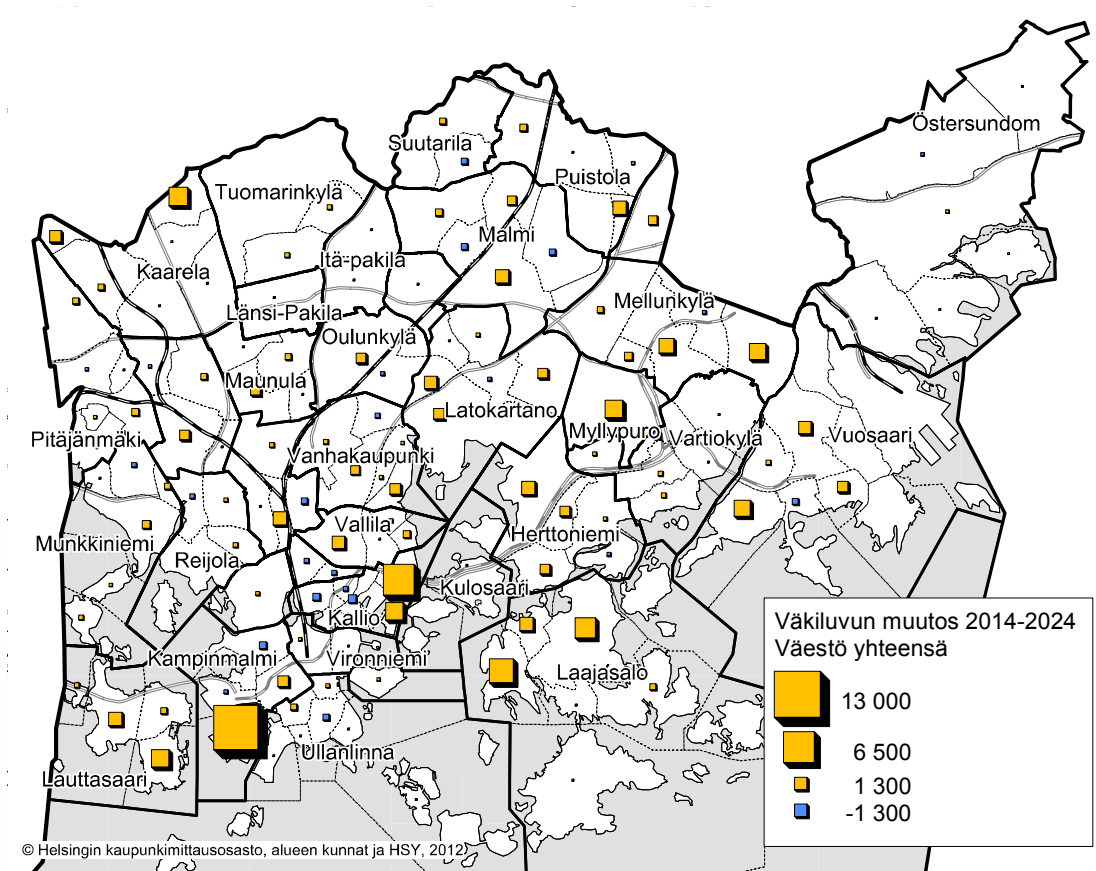 Östersundom
Suutarila
Puistola
Tuomarinkylä
Malmi
Itä-pakila
Kaarela
Mellunkylä
Länsi-Pakila
Oulunkylä
Maunula
Latokartano
Myllypuro
Vartiokylä
Vuosaari
Pitäjänmäki
Vanhakaupunki
Vallila
Herttoniemi
Munkkiniemi
Reijola
Kulosaari
Kallio
Kampinmalmi
Vironniemi
Laajasalo
Ullanlinna
Lauttasaari
Väkiluvun muutos 2014-2024
Väestö yhteensä
13 000
6 500
1 300
-1 300
© Helsingin kaupunkimittausosasto, alueen kunnat ja HSY, 2012